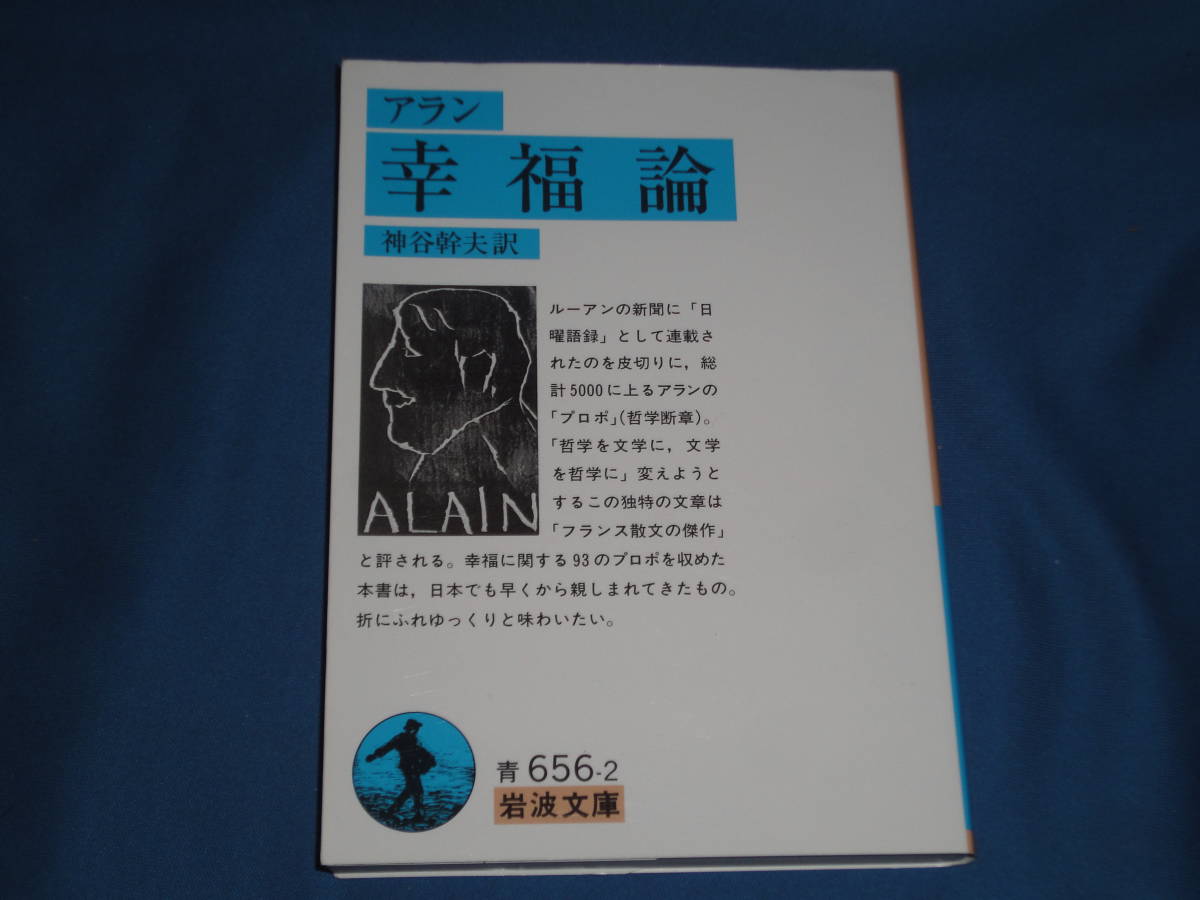 アラン
幸福論
神谷幹夫訳
ALAIN
ルーアンの新聞に「日
曜語録」として連載さ
れたのを皮切りに，総
計5000に上るアランの
「プロポ」(哲学断章)。
「哲学を文学に，文学
を哲学に」変えようと
するこの独特の文章は
「フランス散文の傑作」
と評される。幸福に関する93のプロポを収めた
本書は，日本でも早くから親しまれてきたもの。
折にふれゆっくりと味わいたい。
青656-2
岩波文庫